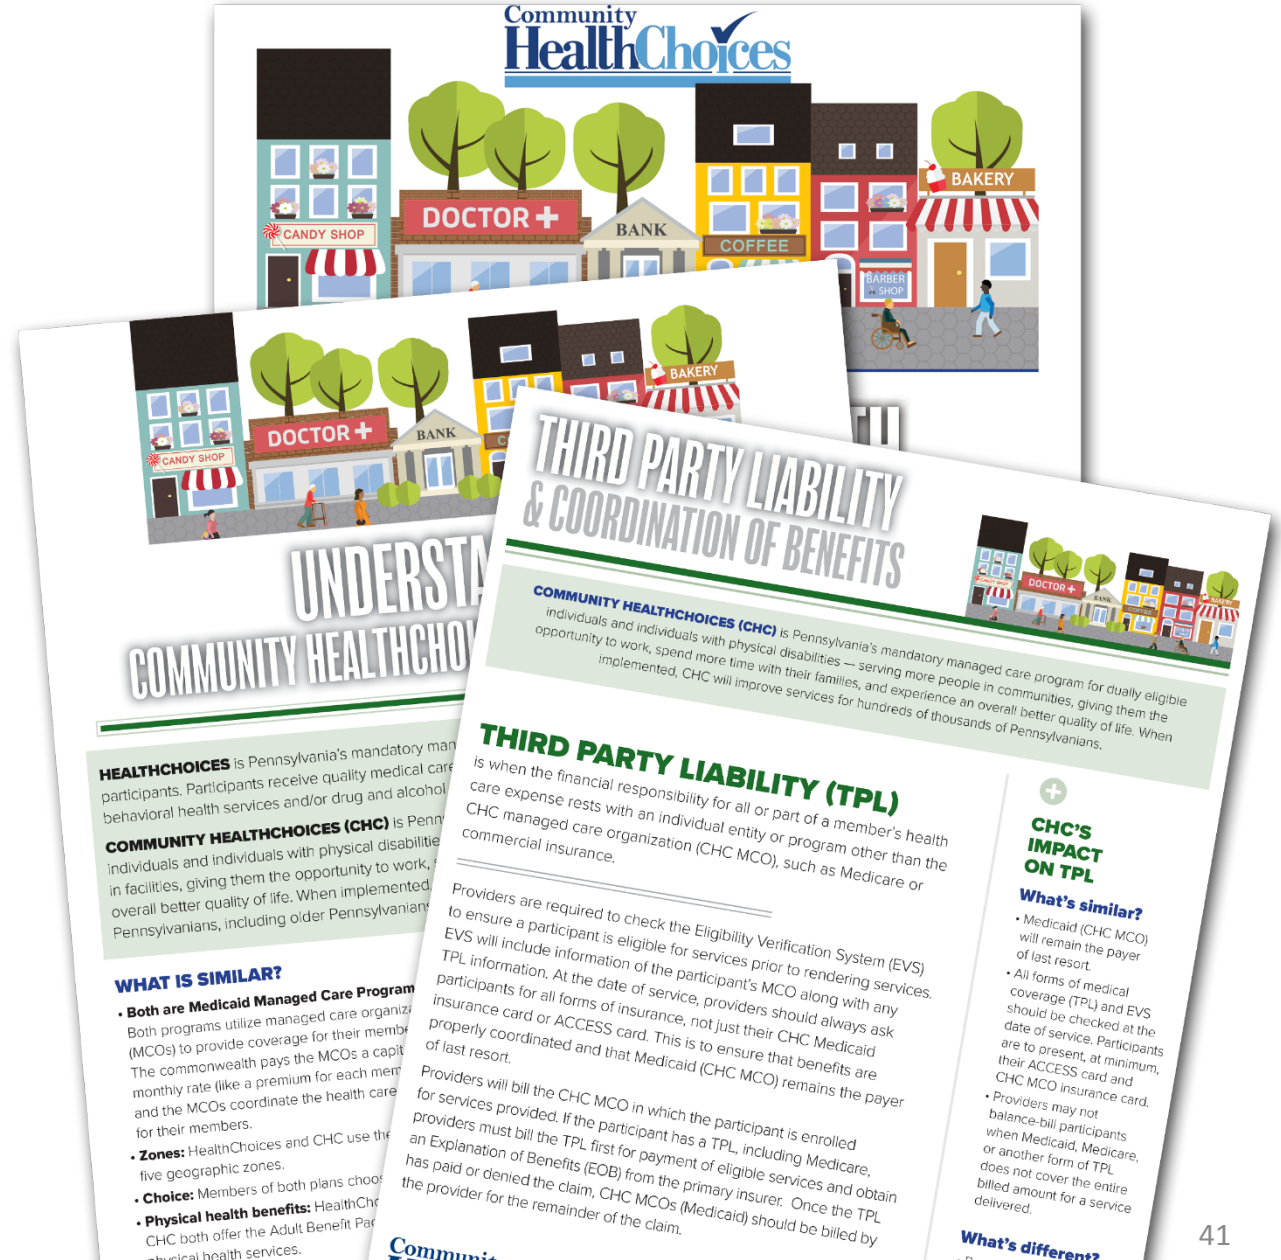 Community
HealthChoices
CANDY SHOP
DOCTOR +
BANK
COFFEE
BARBER
SHOP
BAKERY
CANDY SHOP
DOCTOR +
BANK
BAKERY
UNDERSTA
COMMUNITY HEALTHCHOI
HEALTHCHOICES is Pennsylvania's mandatory man
participants. Participants receive quality medical care
behavioral health services and/or drug and alcohol
COMMUNITY HEALTHCHOICES (CHC) is Penn
individuals and individuals with physical disabilitie
in facilities, giving them the opportunity to work,
overall better quality of life. When implemented,
Pennsylvanians, including older Pennsylvanians
WHAT IS SIMILAR?
• Both are Medicaid Managed Care Program
Both programs utilize managed care organiza
(MCOs) to provide coverage for their membe
The commonwealth pays the MCOs a capit
monthly rate (like a premium for each mem
and the MCOs coordinate the health care
for their members.
• Zones: HealthChoices and CHC use the
five geographic zones.
• Choice: Members of both plans choos
• Physical health benefits: HealthCho
CHC both offer the Adult Benefit Pac
physical health services.
THIRD PARTY LIABILITY
& COORDINATION OF BENEFITS
CANDY SHOP
DOCTOR +
BANK
COFFEE
BAKERY
COMMUNITY HEALTHCHOICES (CHC) is Pennsylvania's mandatory managed care program for dually eligible
individuals and individuals with physical disabilities — serving more people in communities, giving them the
opportunity to work, spend more time with their families, and experience an overall better quality of life. When
implemented, CHC will improve services for hundreds of thousands of Pennsylvanians.
THIRD PARTY LIABILITY (TPL)
is when the financial responsibility for all or part of a member's health
care expense rests with an individual entity or program other than the
CHC managed care organization (CHC MCO), such as Medicare or
commercial insurance.
Providers are required to check the Eligibility Verification System (EVS)
to ensure a participant is eligible for services prior to rendering services.
EVS will include information of the participant's MCO along with any
TPL information. At the date of service, providers should always ask
participants for all forms of insurance, not just their CHC Medicaid
insurance card or ACCESS card. This is to ensure that benefits are
properly coordinated and that Medicaid (CHC MCO) remains the payer
of last resort.
Providers will bill the CHC MCO in which the participant is enrolled
for services provided. If the participant has a TPL, including Medicare,
providers must bill the TPL first for payment of eligible services and obtain
an Explanation of Benefits (EOB) from the primary insurer. Once the TPL
has paid or denied the claim, CHC MCOs (Medicaid) should be billed by
the provider for the remainder of the claim.
Communit
CHC'S
IMPACT
ON TPL
What's similar?
• Medicaid (CHC MCO)
will remain the payer
of last resort.
• All forms of medical
coverage (TPL) and EVS
should be checked at the
date of service. Participants
are to present, at minimum,
their ACCESS card and
CHC MCO insurance card.
• Providers may not
balance-bill participants
when Medicaid, Medicare,
or another form of TPL
does not cover the entire
billed amount for a service
delivered.
What's different?
41